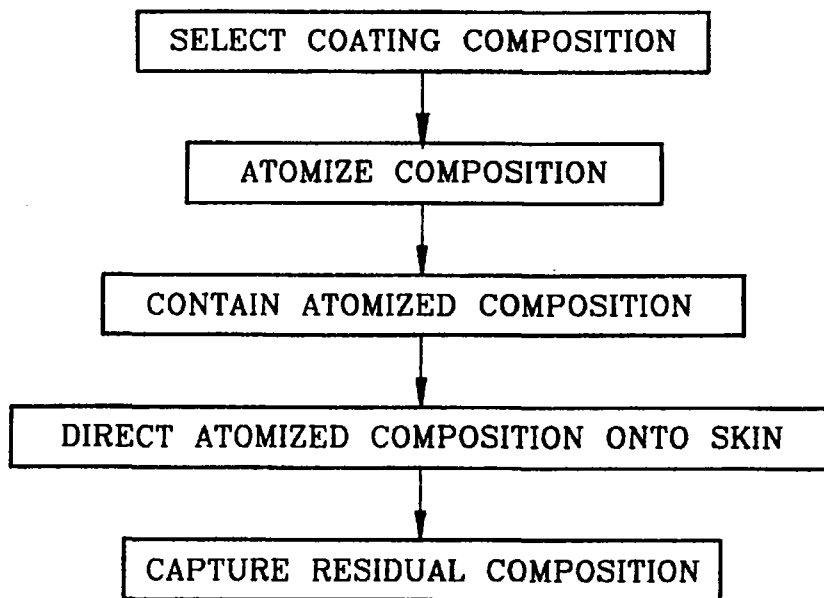 SELECT COATING COMPOSITION
ATOMIZE COMPOSITION
CONTAIN ATOMIZED COMPOSITION
DIRECT ATOMIZED COMPOSITION ONTO SKIN
CAPTURE RESIDUAL COMPOSITION